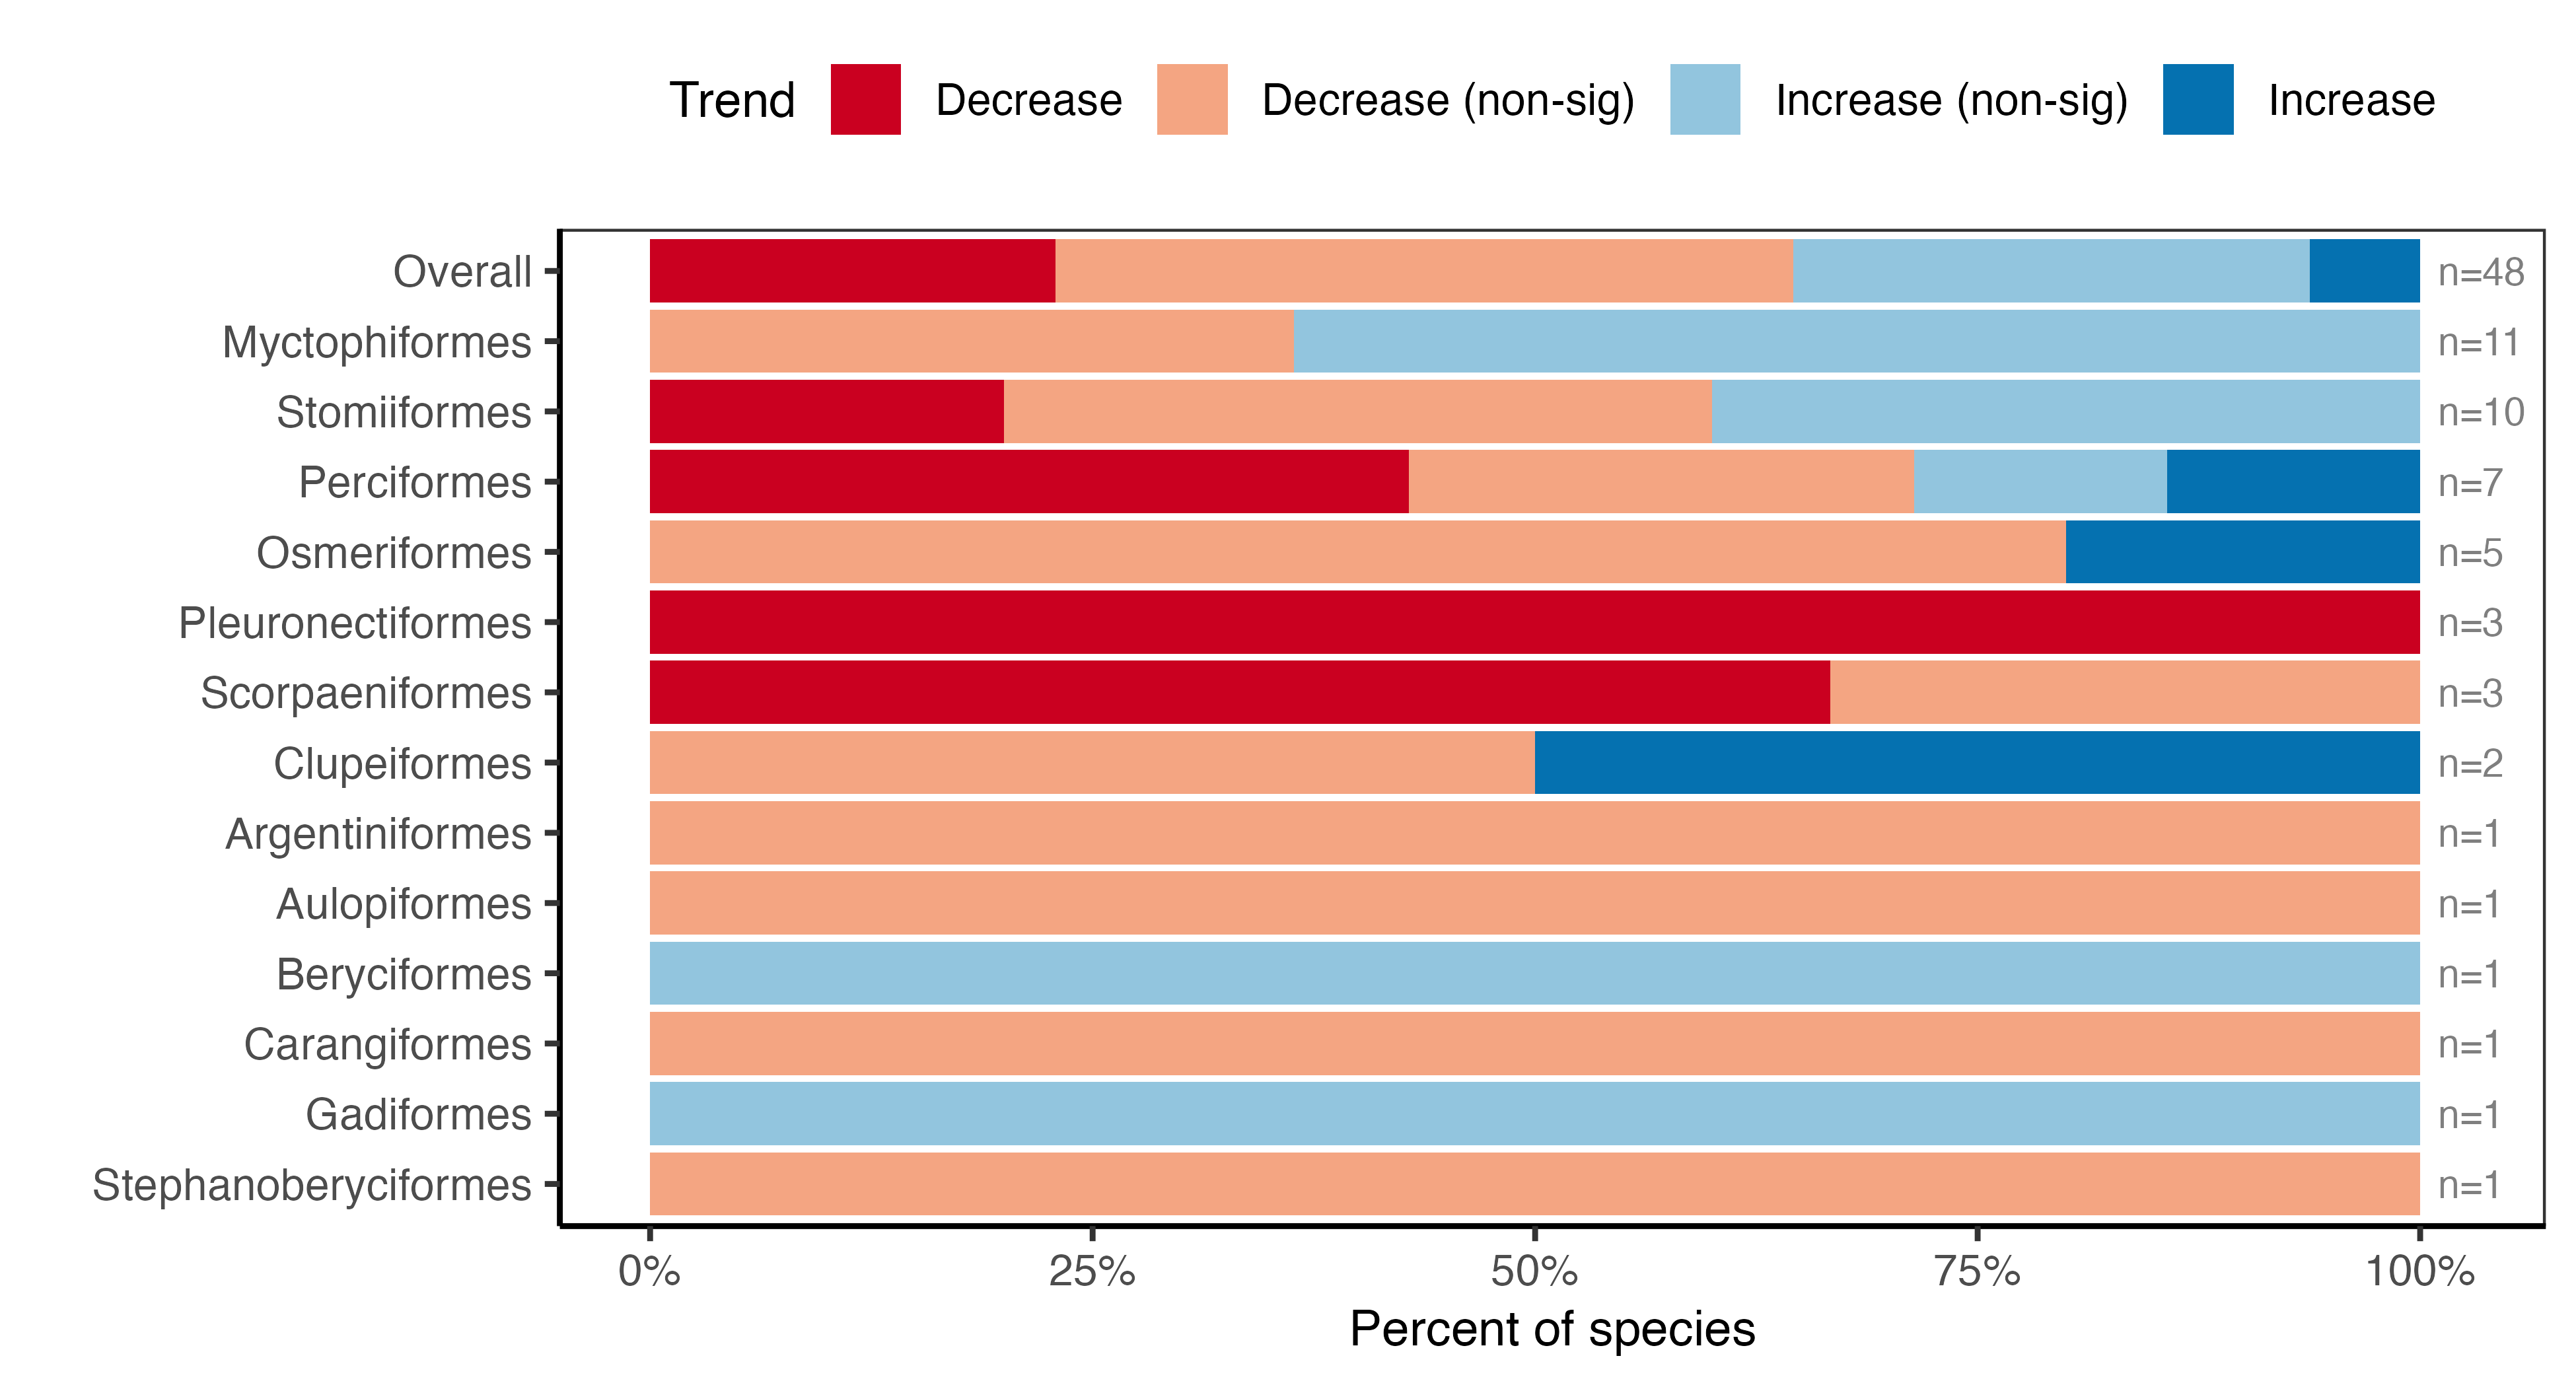 Trend Decrease Decrease (non-sig) Increase (non-sig) Increase
Overall n=48
Myctophiformes n=11
Stomiiformes n=10
Perciformes n=7
Osmeriformes n=5
Pleuronectiformes n=3
Scorpaeniformes n=3
Clupeiformes n=2
Argentiniformes n=1
Aulopiformes n=1
Beryciformes n=1
Carangiformes n=1
Gadiformes n=1
Stephanoberyciformes n=1
0% 25% 50% 75% 100%
Percent of species